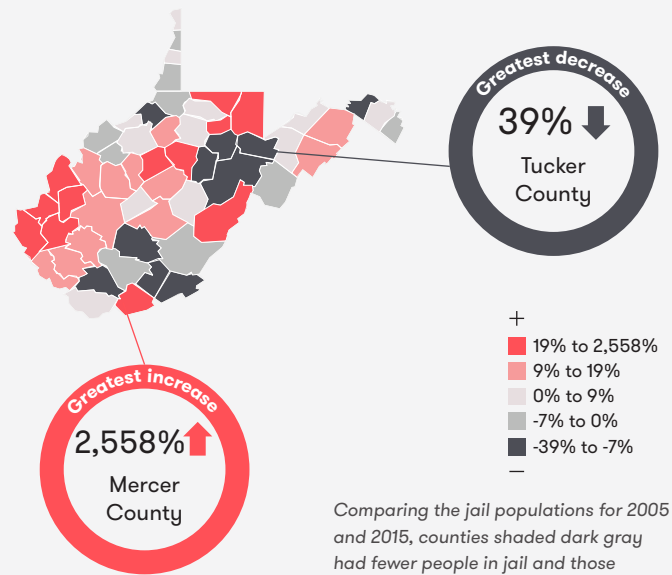 Greatest decrease
39%
Tucker
County
+
19% to 2,558%
9% to 19%
0% to 9%
-7% to 0%
-39% to -7%
–
Greatest increase
2,558%
Mercer
County
Comparing the jail populations for 2005
and 2015, counties shaded dark gray
had fewer people in jail and those